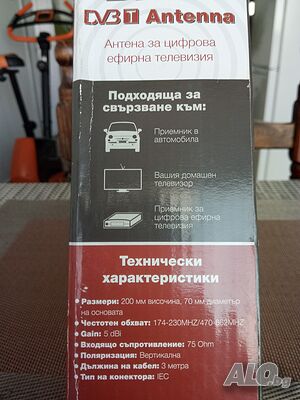 DVB T Antenna
Антена за цифрова
ефирна телевизия
Подходяща за
свързване към:
Приемник в
автомобила
Вашия домашен
телевизор
Приемник за
цифрова ефирна
телевизия
Технически
характеристики
• Размери: 200 мм височина, 70 мм диаметър
на основата
• Честотен обхват: 174-230MHZ/470-862MHZ
• Gain: 5 dBi
• Входящо съпротивление: 75 Ohm
• Поляризация: Вертикална
• Дължина на кабел: 3 метра
• Тип на конектора: IEC
ALO.bg